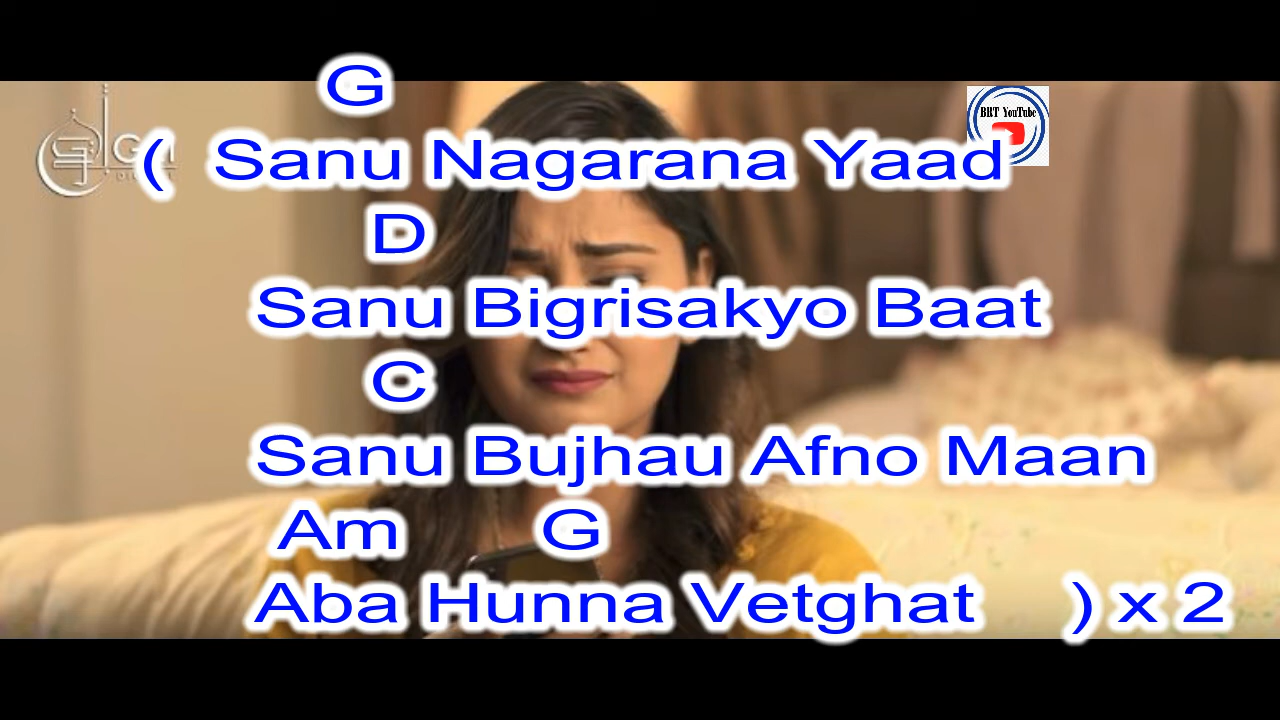 G
BRT YouTube
( Sanu Nagarana Yaad
D
Sanu Bigrisakyo Baat
C
Sanu Bujhau Afno Maan
Am G
Aba Hunna Vetghat ) x 2